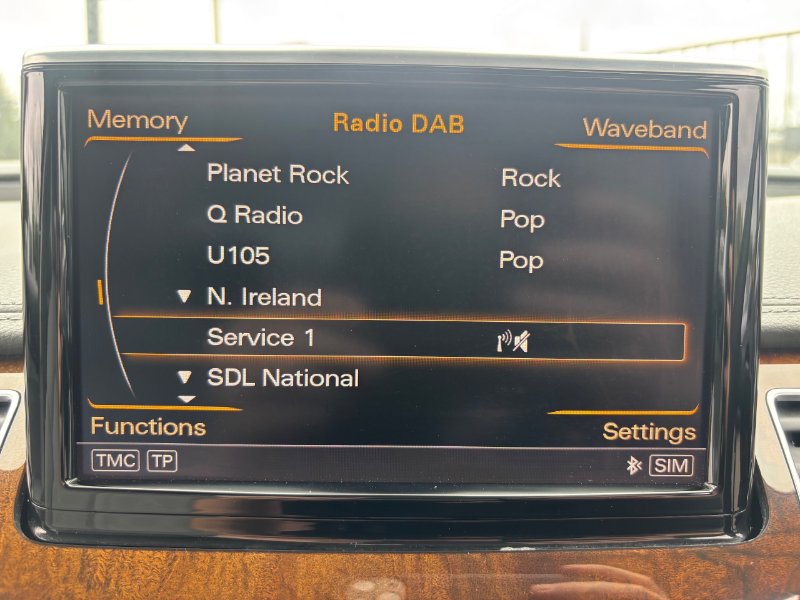 Memory Radio DAB Waveband
Planet Rock Rock
Q Radio Pop
U105 Pop
N. Ireland
Service 1
SDL National
Functions Settings
TMC TP SIM